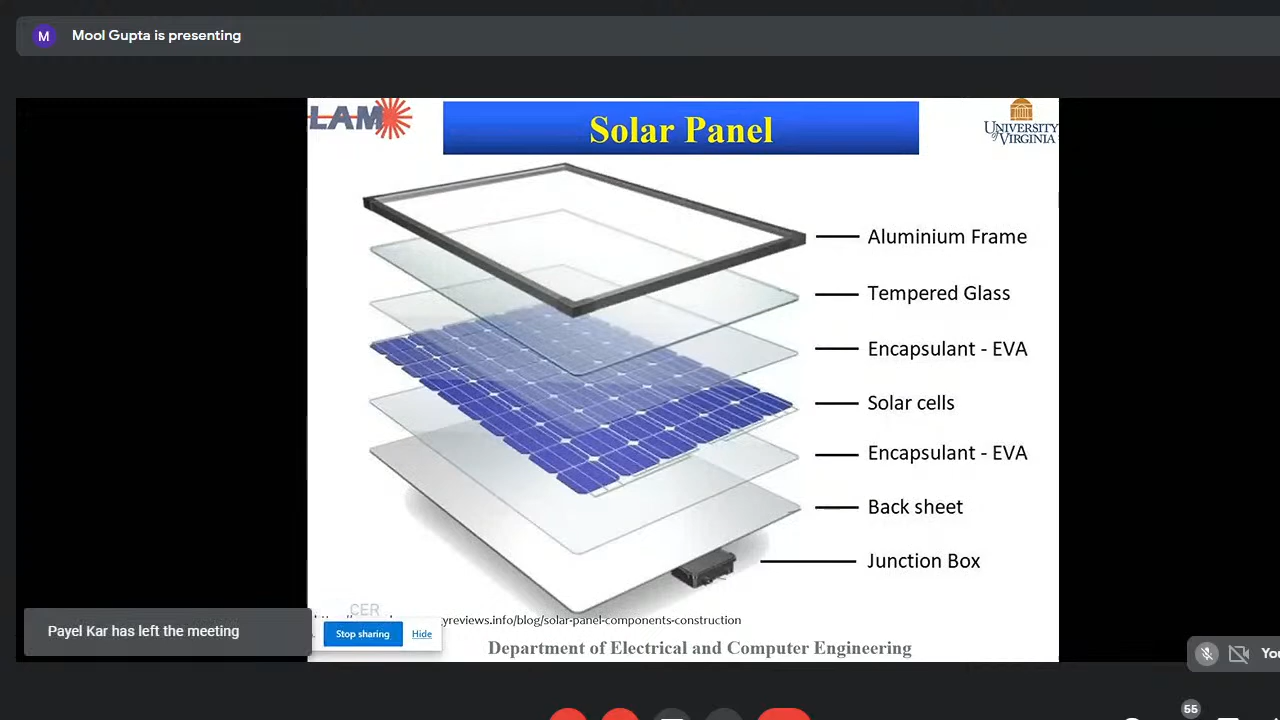 M
Mool Gupta is presenting
LAM
Solar Panel
UNIVERSITY
of VIRGINIA
Aluminium Frame
Tempered Glass
Encapsulant - EVA
Solar cells
Encapsulant - EVA
Back sheet
Junction Box
CER
yreviews.info/blog/solar-panel-components-construction
Payel Kar has left the meeting
Stop sharing
Hide
Department of Electrical and Computer Engineering
You
55